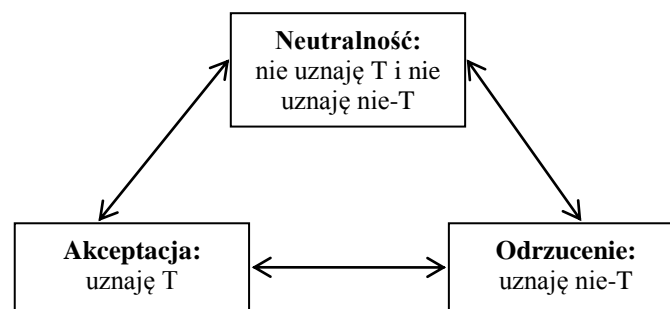 Neutralność:
nie uznaję T i nie
uznaję nie-T
Akceptacja:
uznaję T
Odrzucenie:
uznaję nie-T